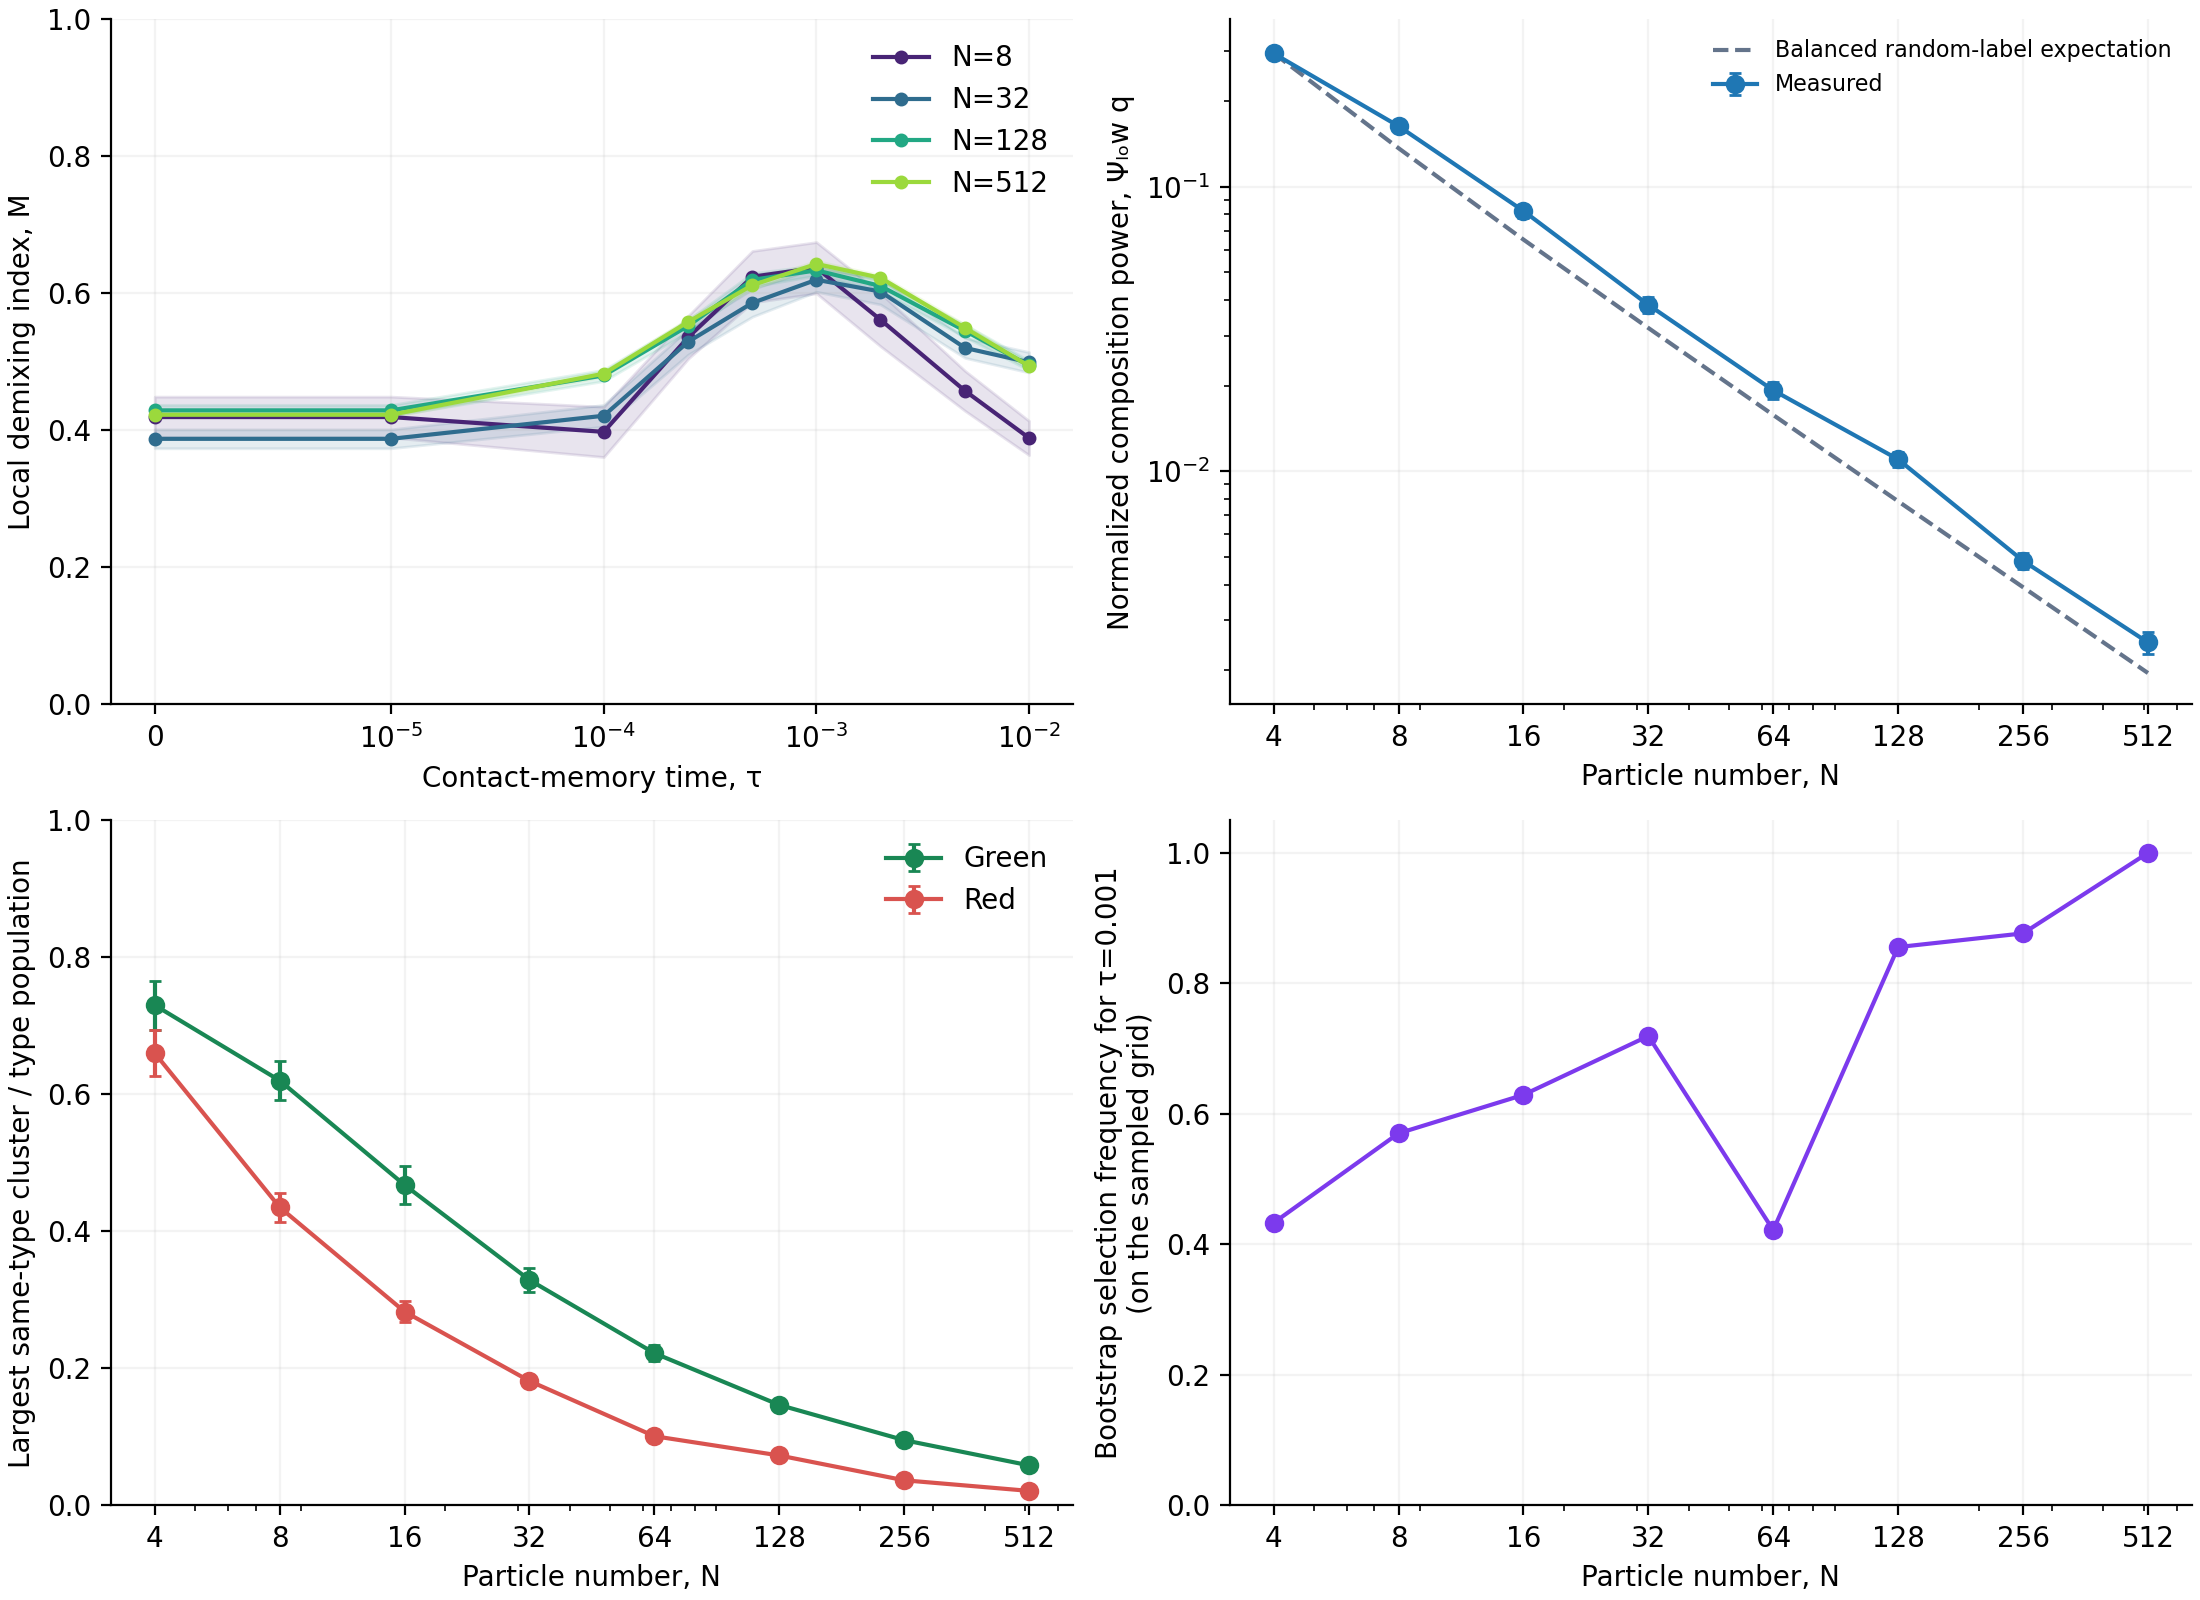 Local demixing index, M
1.0
0.8
0.6
0.4
0.2
0.0
N=8
N=32
N=128
N=512
0
10⁻⁵
10⁻⁴
10⁻³
10⁻²
Contact-memory time, τ
Normalized composition power, Ψₗₒw q
10⁻¹
10⁻²
Balanced random-label expectation
Measured
4
8
16
32
64
128
256
512
Particle number, N
Largest same-type cluster / type population
1.0
0.8
0.6
0.4
0.2
0.0
Green
Red
4
8
16
32
64
128
256
512
Particle number, N
Bootstrap selection frequency for τ=0.001
(on the sampled grid)
1.0
0.8
0.6
0.4
0.2
0.0
4
8
16
32
64
128
256
512
Particle number, N